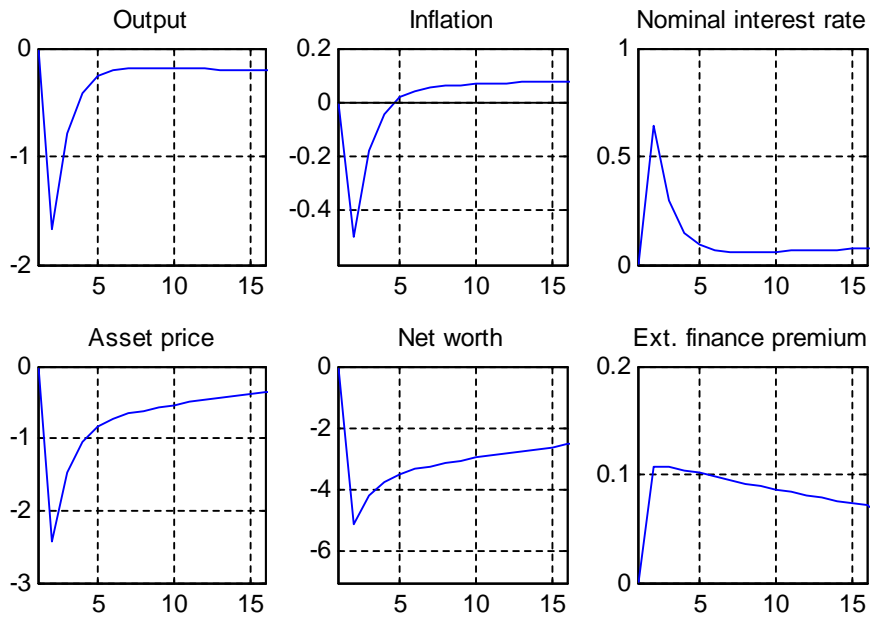 Output
0
-1
-2
5 10 15
Inflation
0.2
0
-0.2
-0.4
5 10 15
Nominal interest rate
1
0.5
0
5 10 15
Asset price
0
-1
-2
-3
5 10 15
Net worth
0
-2
-4
-6
5 10 15
Ext. finance premium
0.2
0.1
0
5 10 15